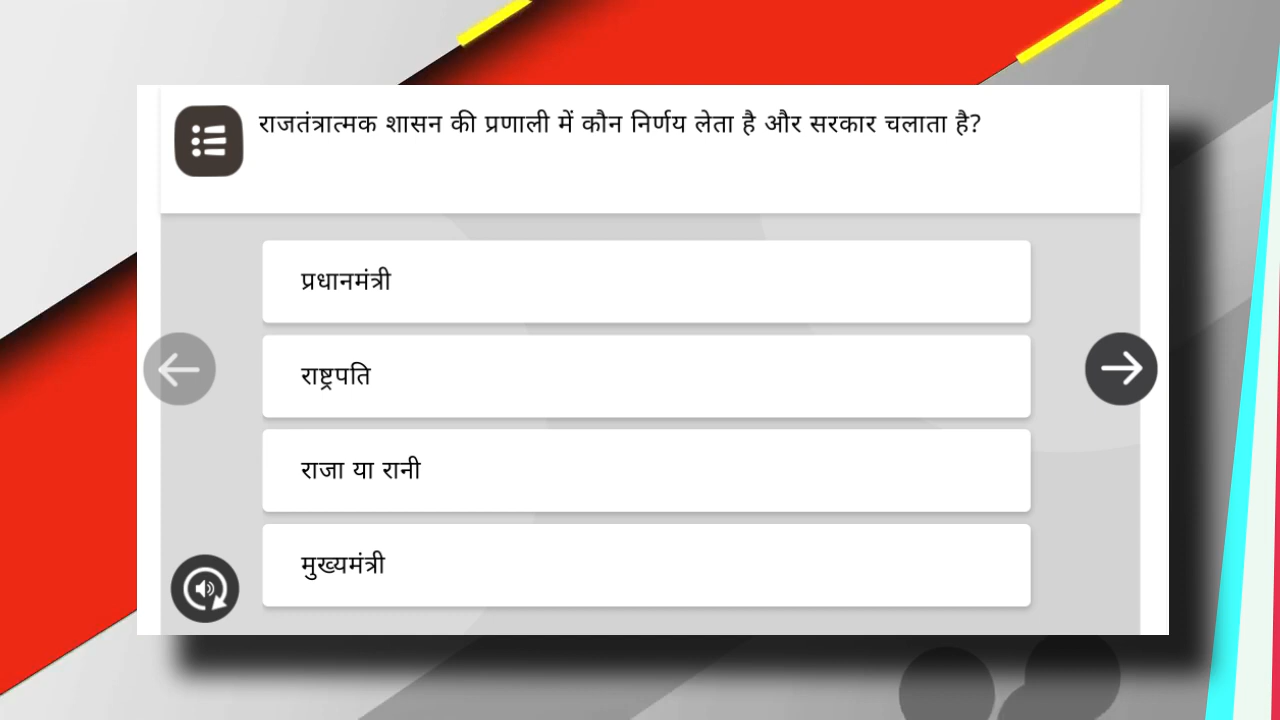 राजतंत्रात्मक शासन की प्रणाली में कौन निर्णय लेता है और सरकार चलाता है?
प्रधानमंत्री
राष्ट्रपति
राजा या रानी
मुख्यमंत्री